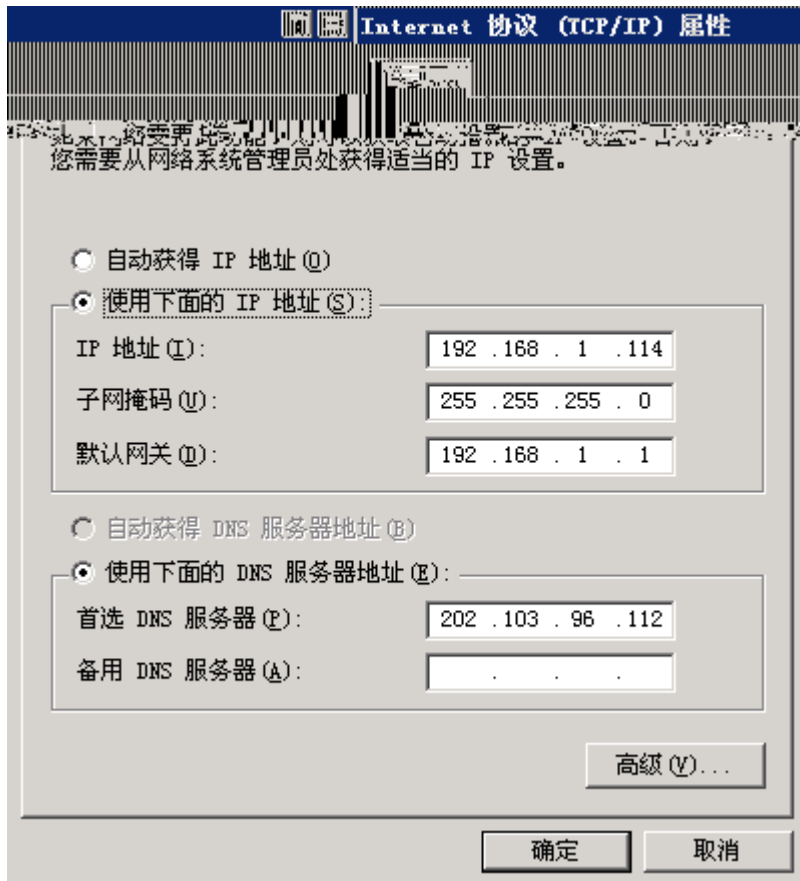 Internet 协议 (TCP/IP) 属性
您需要从网络系统管理员处获得适当的 IP 设置。
自动获得 IP 地址(O)
使用下面的 IP 地址(S):
IP 地址(I): 192 .168 . 1 .114
子网掩码(U): 255 .255 .255 . 0
默认网关(D): 192 .168 . 1 . 1
自动获得 DNS 服务器地址(B)
使用下面的 DNS 服务器地址(E):
首选 DNS 服务器(P): 202 .103 . 96 .112
备用 DNS 服务器(A): . . .
高级(V)...
确定 取消